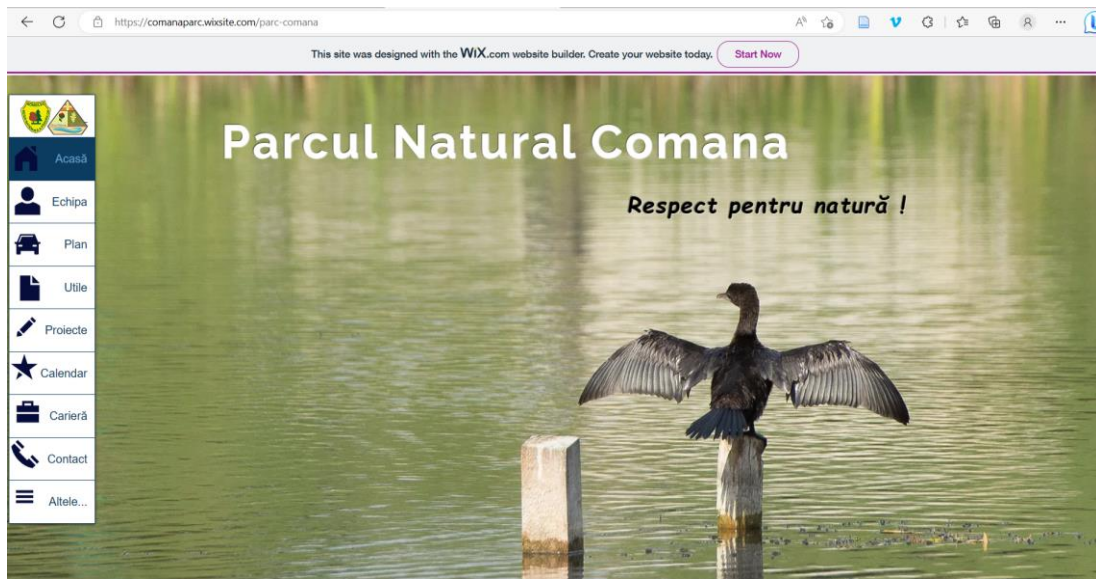 https://comanaparc.wixsite.com/parc-comana
This site was designed with the WiX.com website builder. Create your website today. Start Now
Parcul Natural Comana
Respect pentru natură !
Acasă
Echipa
Plan
Utile
Proiecte
Calendar
Carieră
Contact
Altele...